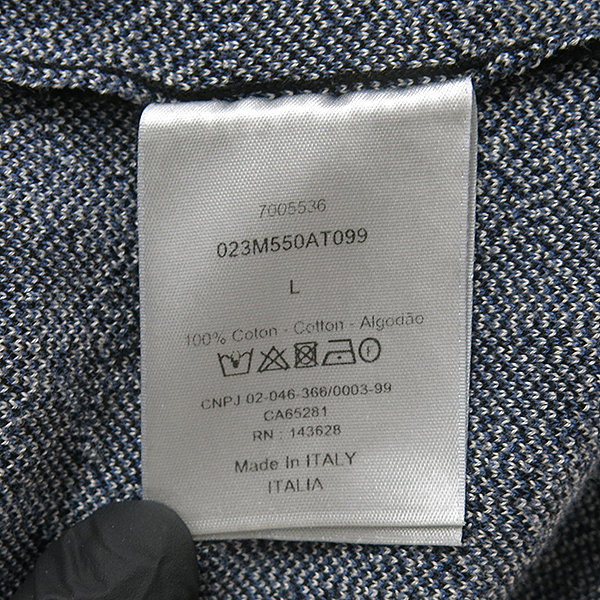 7005536
023M550AT099
L
100% Coton - Cotton - Algodão
CNPJ 02-046-366/0003-99
CA65281
RN : 143628
Made In ITALY
ITALIA